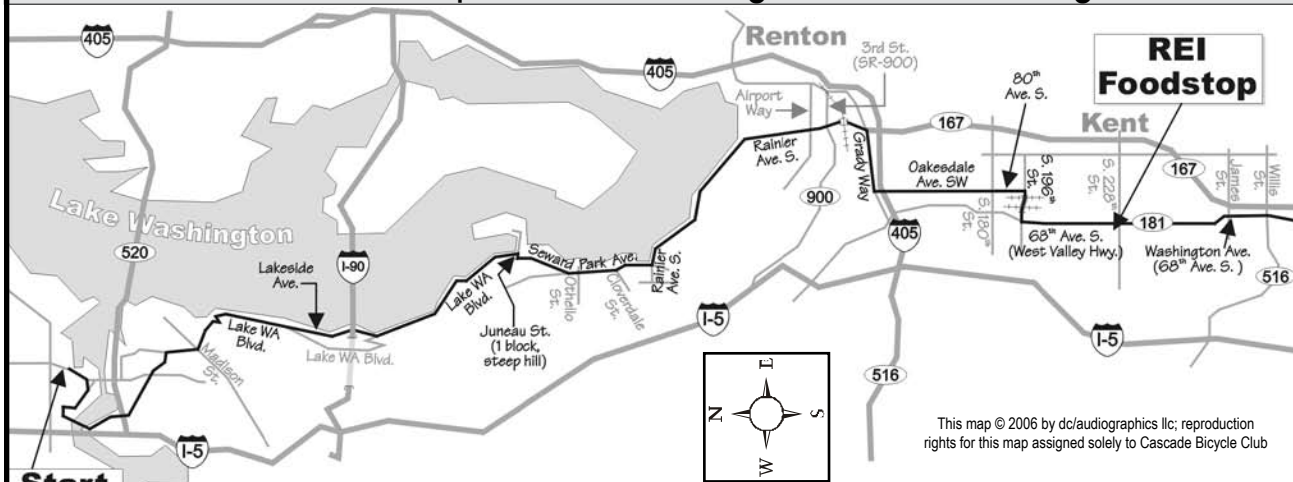 405
Renton
3rd St.
(SR-900)
405
Airport
Way
80th
Ave. S.
REI
Foodstop
Kent
167
Rainier
Ave. S.
Grady Way
Oakesdale
Ave. SW
S. 196th
St.
S. 228th
St.
167
James
St.
Willis
St.
900
S. 180th
St.
405
68th Ave. S.
(West Valley Hwy.)
181
Washington Ave.
(68th Ave. S. )
516
Lake Washington
520
I-90
Lakeside
Ave.
Lake WA
Blvd.
Madison
St.
Lake WA Blvd.
Lake WA
Blvd.
Seward Park Ave.
Juneau St.
(1 block,
steep hill)
Othello
St.
Cloverdale
St.
Rainier
Ave. S.
I-5
I-5
516
I-5
Start
N
E
S
W
This map © 2006 by dc/audiographics llc; reproduction
rights for this map assigned solely to Cascade Bicycle Club